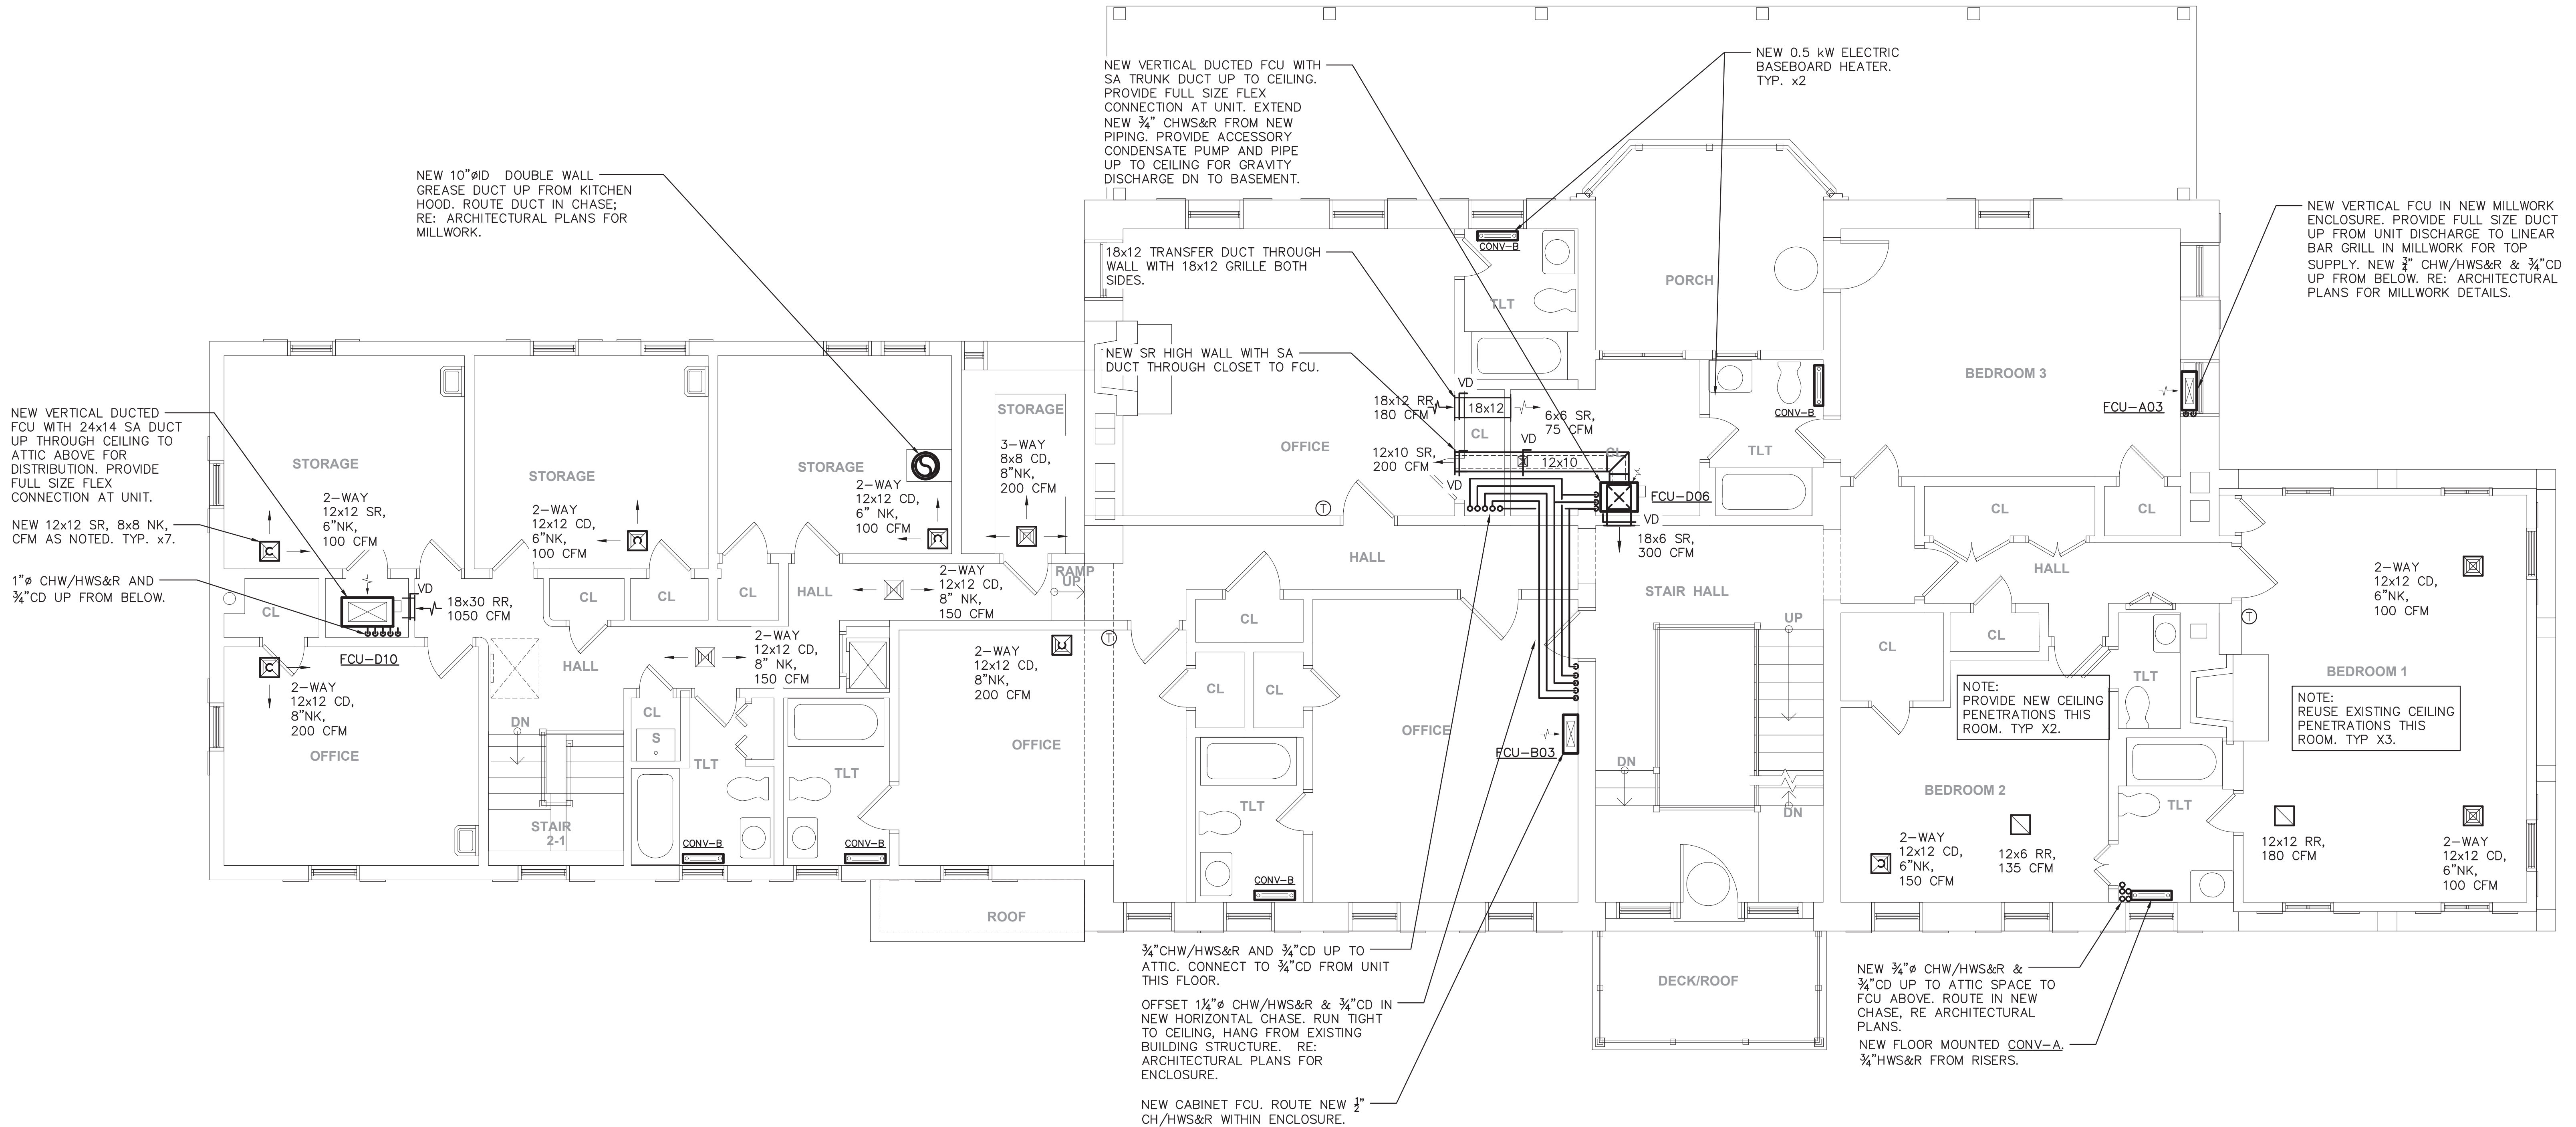 NEW VERTICAL DUCTED FCU WITH
SA TRUNK DUCT UP TO CEILING.
PROVIDE FULL SIZE FLEX
CONNECTION AT UNIT. EXTEND
NEW ¾" CHWS&R FROM NEW
PIPING. PROVIDE ACCESSORY
CONDENSATE PUMP AND PIPE
UP TO CEILING FOR GRAVITY
DISCHARGE DN TO BASEMENT.
NEW 0.5 kW ELECTRIC
BASEBOARD HEATER.
TYP. x2
NEW 10"øID DOUBLE WALL
GREASE DUCT UP FROM KITCHEN
HOOD. ROUTE DUCT IN CHASE;
RE: ARCHITECTURAL PLANS FOR
MILLWORK.
NEW VERTICAL FCU IN NEW MILLWORK
ENCLOSURE. PROVIDE FULL SIZE DUCT
UP FROM UNIT DISCHARGE TO LINEAR
BAR GRILL IN MILLWORK FOR TOP
SUPPLY. NEW ¾" CHW/HWS&R & ¾"CD
UP FROM BELOW. RE: ARCHITECTURAL
PLANS FOR MILLWORK DETAILS.
18x12 TRANSFER DUCT THROUGH
WALL WITH 18x12 GRILLE BOTH
SIDES.
CONV-B
TLT
PORCH
NEW SR HIGH WALL WITH SA
DUCT THROUGH CLOSET TO FCU.
BEDROOM 3
FCU-A03
NEW VERTICAL DUCTED
FCU WITH 24x14 SA DUCT
UP THROUGH CEILING TO
ATTIC ABOVE FOR
DISTRIBUTION. PROVIDE
FULL SIZE FLEX
CONNECTION AT UNIT.
NEW 12x12 SR, 8x8 NK,
CFM AS NOTED. TYP. x7.
1"ø CHW/HWS&R AND
¾"CD UP FROM BELOW.
STORAGE
2-WAY
12x12 SR,
6"NK,
100 CFM
STORAGE
2-WAY
12x12 CD,
6"NK,
100 CFM
STORAGE
2-WAY
12x12 CD,
6" NK,
100 CFM
STORAGE
3-WAY
8x8 CD,
8"NK,
200 CFM
OFFICE
VD
18x12 RR,
180 CFM
18x12
6x6 SR,
75 CFM
CL
VD
12x10 SR,
200 CFM
12x10
CL
VD
FCU-D06
VD
18x6 SR,
300 CFM
CONV-B
TLT
T
CL
CL
HALL
HALL
STAIR HALL
RAMP
UP
CL
VD
18x30 RR,
1050 CFM
FCU-D10
CL
CL
CL
HALL
2-WAY
12x12 CD,
8" NK,
150 CFM
2-WAY
12x12 CD,
8" NK,
150 CFM
HALL
T
2-WAY
12x12 CD,
8"NK,
200 CFM
2-WAY
12x12 CD,
8"NK,
200 CFM
OFFICE
DN
STAIR
2-1
CL
S
TLT
CONV-B
TLT
CONV-B
OFFICE
CL
CL
CL
TLT
CONV-B
OFFICE
FCU-B03
UP
DN
DN
CL
CL
2-WAY
12x12 CD,
6"NK,
100 CFM
T
TLT
BEDROOM 1
NOTE:
PROVIDE NEW CEILING
PENETRATIONS THIS
ROOM. TYP X2.
NOTE:
REUSE EXISTING CEILING
PENETRATIONS THIS
ROOM. TYP X3.
BEDROOM 2
TLT
2-WAY
12x12 CD,
6"NK,
150 CFM
12x6 RR,
135 CFM
12x12 RR,
180 CFM
2-WAY
12x12 CD,
6"NK,
100 CFM
ROOF
DECK/ROOF
¾"CHW/HWS&R AND ¾"CD UP TO
ATTIC. CONNECT TO ¾"CD FROM UNIT
THIS FLOOR.
OFFSET 1¼"ø CHW/HWS&R & ¾"CD IN
NEW HORIZONTAL CHASE. RUN TIGHT
TO CEILING, HANG FROM EXISTING
BUILDING STRUCTURE. RE:
ARCHITECTURAL PLANS FOR
ENCLOSURE.
NEW CABINET FCU. ROUTE NEW ½"
CH/HWS&R WITHIN ENCLOSURE.
NEW ¾"ø CHW/HWS&R &
¾"CD UP TO ATTIC SPACE TO
FCU ABOVE. ROUTE IN NEW
CHASE, RE ARCHITECTURAL
PLANS.
NEW FLOOR MOUNTED CONV-A.
¾"HWS&R FROM RISERS.